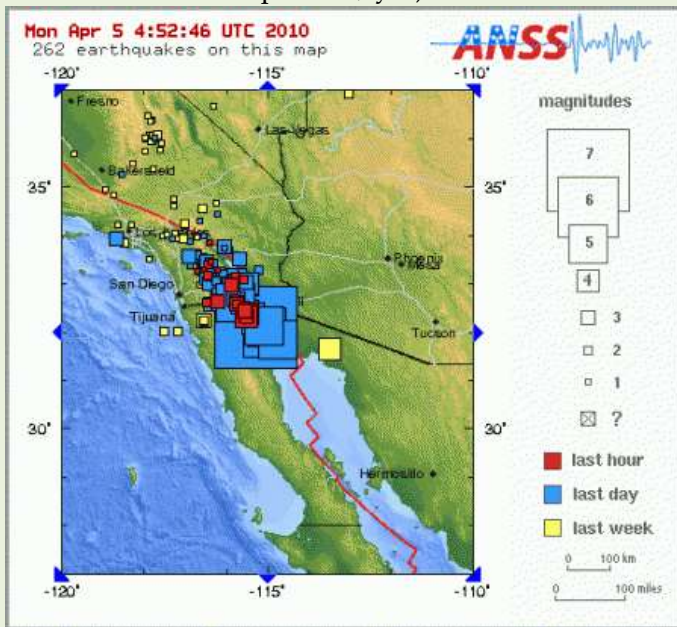 Mon Apr 5 4:52:46 UTC 2010
262 earthquakes on this map
ANSS
-120° -115° -110°
magnitudes
Fresno
Las Vegas
7
35° 35°
Bakersfield
6
Los
5
Phoenix
Mesa
4
San Diego
Tijuana
3
Tucson
2
1
30° 30°
?
last hour
Hermosillo
last day
last week
0 100 km
-120° -115° -110°
0 100 miles